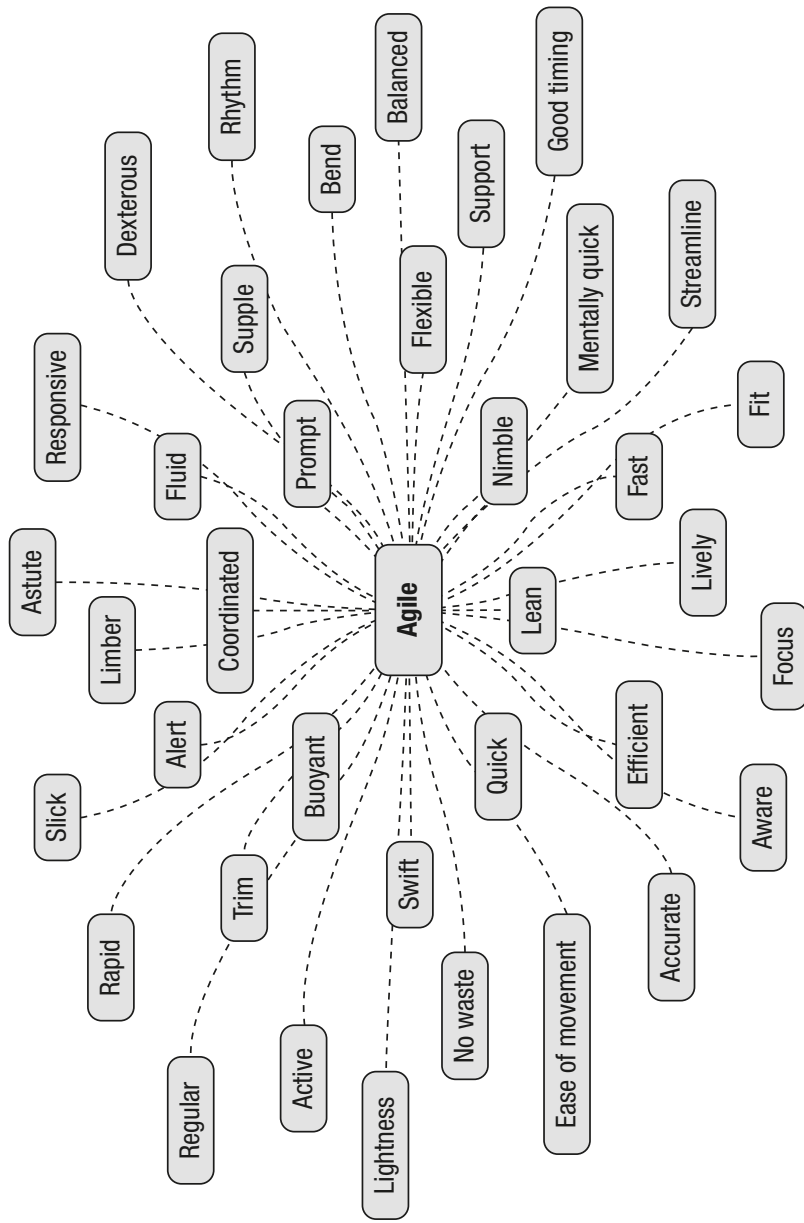 Astute
Slick
Responsive
Rapid
Limber
Dexterous
Alert
Fluid
Regular
Coordinated
Rhythm
Trim
Supple
Active
Buoyant
Prompt
Bend
Lightness
Balanced
Swift
Agile
Flexible
No waste
Support
Quick
Nimble
Lean
Good timing
Ease of movement
Mentally quick
Efficient
Fast
Accurate
Streamline
Lively
Aware
Fit
Focus